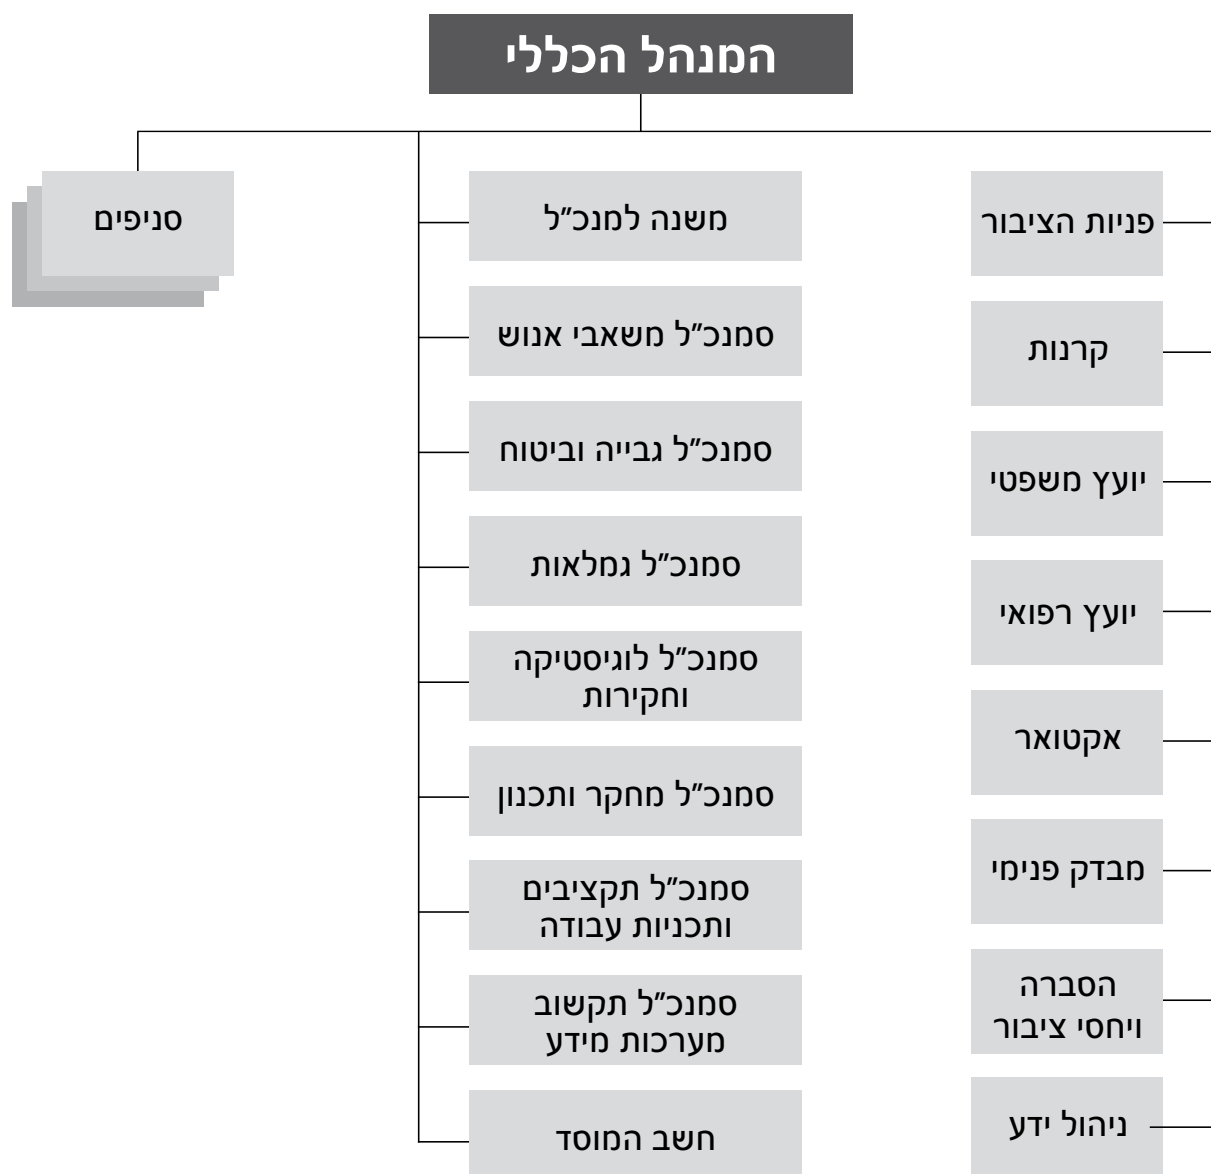 המנהל הכללי
פניות הציבור
קרנות
יועץ משפטי
יועץ רפואי
אקטואר
מבדק פנימי
הסברה
ויחסי ציבור
ניהול ידע
משנה למנכ״ל
סמנכ״ל משאבי אנוש
סמנכ״ל גבייה וביטוח
סמנכ״ל גמלאות
סמנכ״ל לוגיסטיקה
וחקירות
סמנכ״ל מחקר ותכנון
סמנכ״ל תקציבים
ותכניות עבודה
סמנכ״ל תקשוב
מערכות מידע
חשב המוסד
סניפים